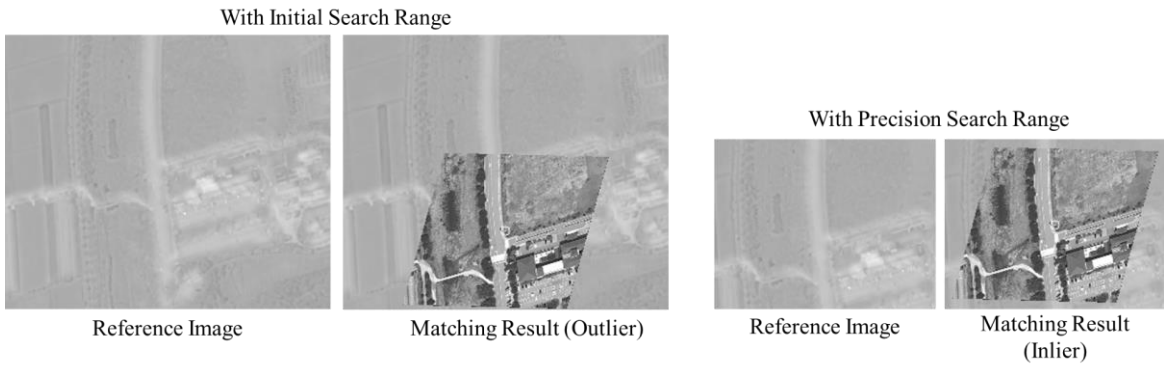 With Initial Search Range
Reference Image
Matching Result (Outlier)
With Precision Search Range
Reference Image
Matching Result
(Inlier)